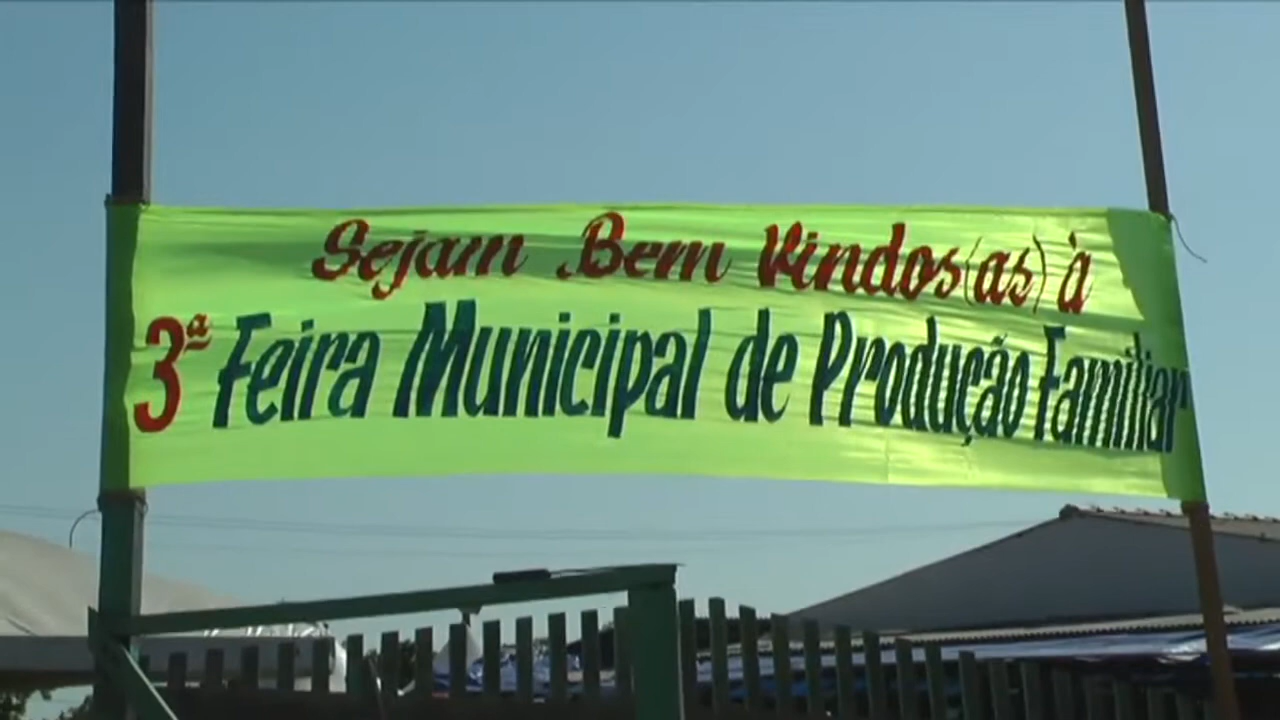 Sejam Bem Vindos(as) à
3ª Feira Municipal de Produção Familiar